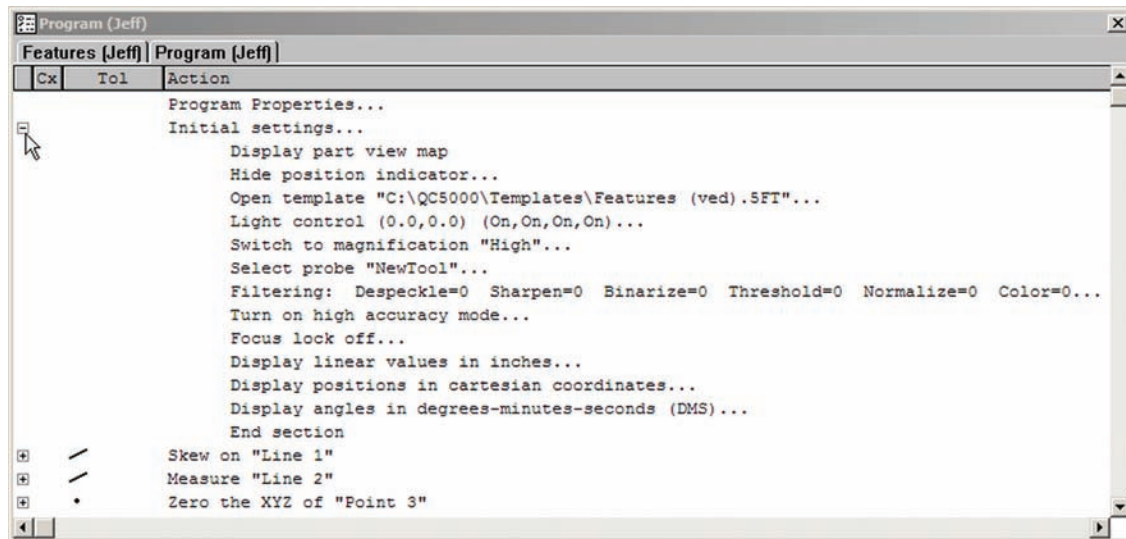 Program (Jeff)
Features (Jeff) Program (Jeff)
Cx Tol Action
Program Properties...
Initial settings...
Display part view map
Hide position indicator...
Open template "C:\QC5000\Templates\Features (ved).5FT"...
Light control (0.0,0.0) (On,On,On,On)...
Switch to magnification "High"...
Select probe "NewTool"...
Filtering: Despeckle=0 Sharpen=0 Binarize=0 Threshold=0 Normalize=0 Color=0...
Turn on high accuracy mode...
Focus lock off...
Display linear values in inches...
Display positions in cartesian coordinates...
Display angles in degrees-minutes-seconds (DMS)...
End section
Skew on "Line 1"
Measure "Line 2"
Zero the XYZ of "Point 3"